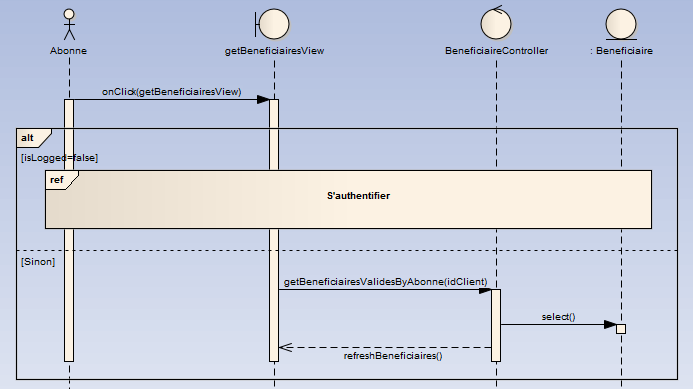 Abonne
getBeneficiairesView
BeneficiaireController
: Beneficiaire
onClick(getBeneficiairesView)
alt
[isLogged=false]
ref
S'authentifier
[Sinon]
getBeneficiairesValidesByAbonne(idClient)
select()
refreshBeneficiaires()